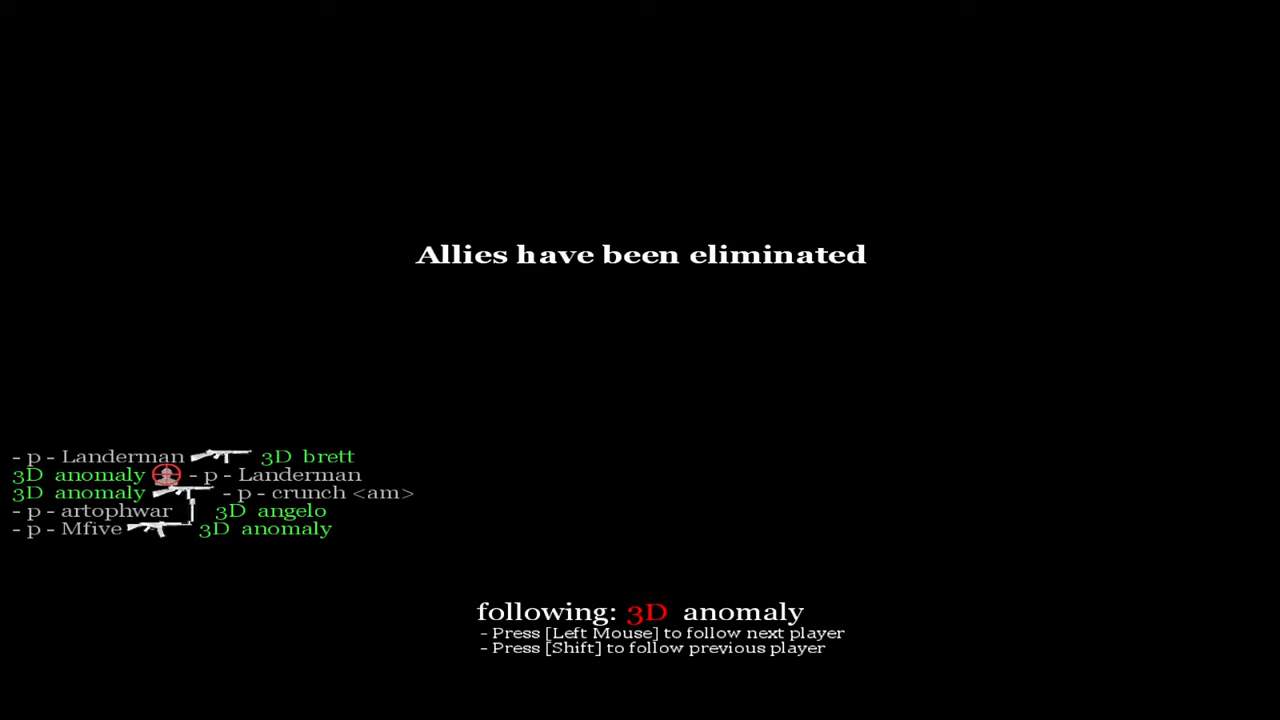 Allies have been eliminated
- p - Landerman 3D brett
3D anomaly - p - Landerman
3D anomaly - p - crunch <am>
- p - artophwar 3D angelo
- p - Mfive 3D anomaly
following: 3D anomaly
- Press [Left Mouse] to follow next player
- Press [Shift] to follow previous player